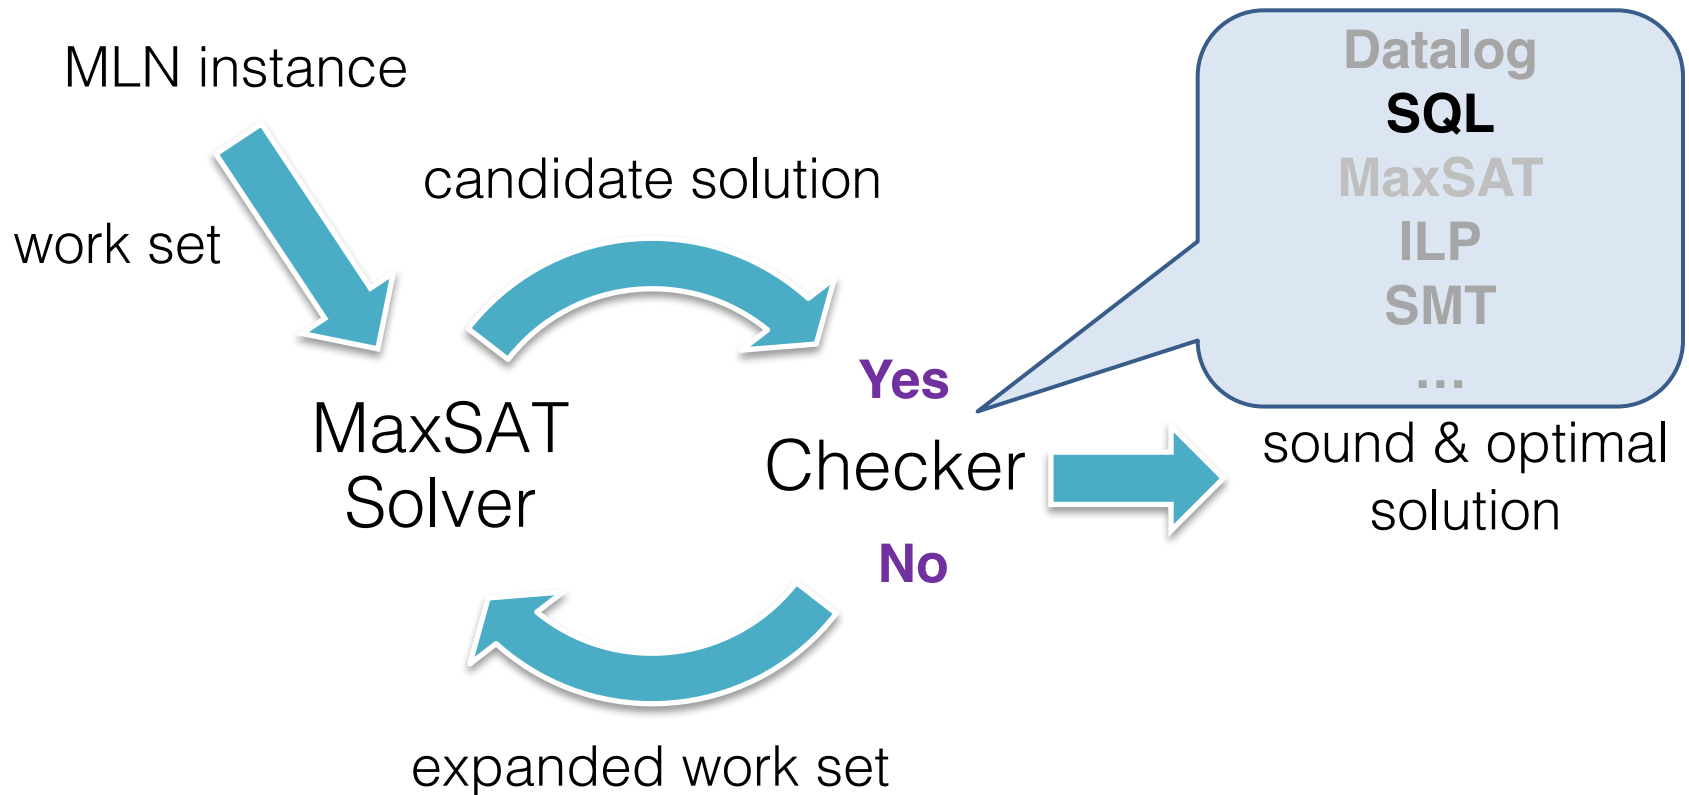 MLN instance
work set
candidate solution
MaxSAT
Solver
Yes
Checker
No
expanded work set
Datalog
SQL
MaxSAT
ILP
SMT
...
sound & optimal
solution